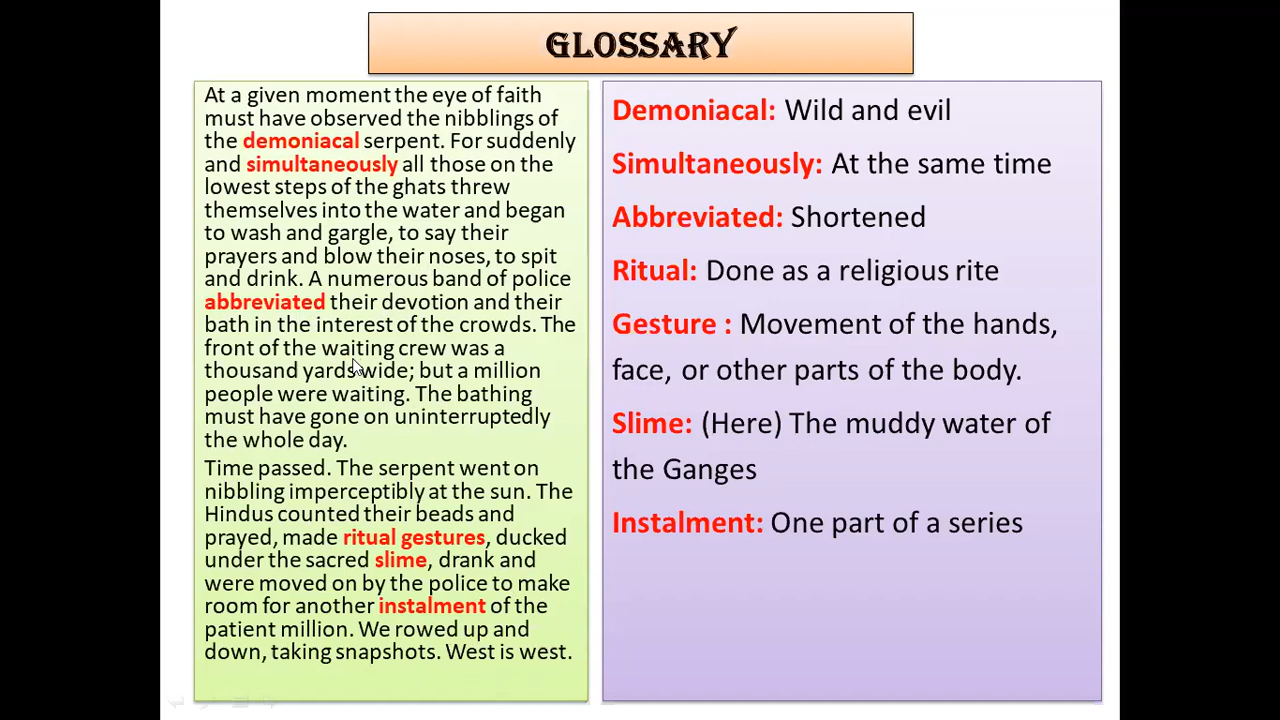 GLOSSARY
At a given moment the eye of faith
must have observed the nibblings of
the demoniacal serpent. For suddenly
and simultaneously all those on the
lowest steps of the ghats threw
themselves into the water and began
to wash and gargle, to say their
prayers and blow their noses, to spit
and drink. A numerous band of police
abbreviated their devotion and their
bath in the interest of the crowds. The
front of the waiting crew was a
thousand yards wide; but a million
people were waiting. The bathing
must have gone on uninterruptedly
the whole day.
Time passed. The serpent went on
nibbling imperceptibly at the sun. The
Hindus counted their beads and
prayed, made ritual gestures, ducked
under the sacred slime, drank and
were moved on by the police to make
room for another instalment of the
patient million. We rowed up and
down, taking snapshots. West is west.
Demoniacal: Wild and evil
Simultaneously: At the same time
Abbreviated: Shortened
Ritual: Done as a religious rite
Gesture : Movement of the hands,
face, or other parts of the body.
Slime: (Here) The muddy water of
the Ganges
Instalment: One part of a series